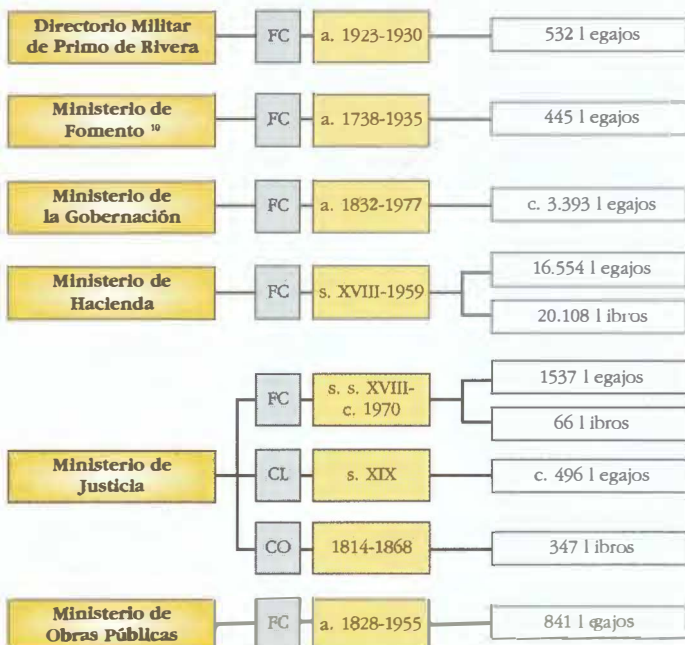 Directorio Militar
de Primo de Rivera
FC
a. 1923-1930
532 legajos
Ministerio de
Fomento ¹⁰
FC
a. 1738-1935
445 legajos
Ministerio de
la Gobernación
FC
a. 1832-1977
c. 3.393 legajos
Ministerio de
Hacienda
FC
s. XVIII-1959
16.554 legajos
20.108 libros
Ministerio de
Justicia
FC
s. s. XVIII-
c. 1970
1537 legajos
66 libros
CL
s. XIX
c. 496 legajos
CO
1814-1868
347 libros
Ministerio de
Obras Públicas
FC
a. 1828-1955
841 legajos